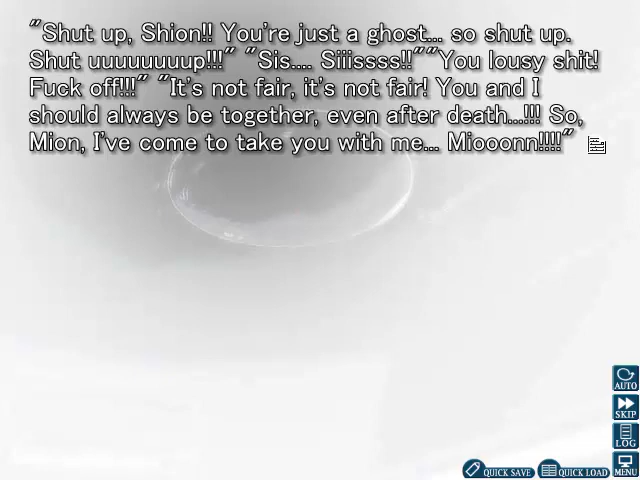 "Shut up, Shion!! You're just a ghost... so shut up.
Shut uuuuuuuup!!!" "Sis.... Siiissss!!""You lousy shit!
Fuck off!!!" "It's not fair, it's not fair! You and I
should always be together, even after death...!!! So,
Mion, I've come to take you with me... Miooonn!!!!"
AUTO
SKIP
LOG
QUICK SAVE
QUICK LOAD
MENU